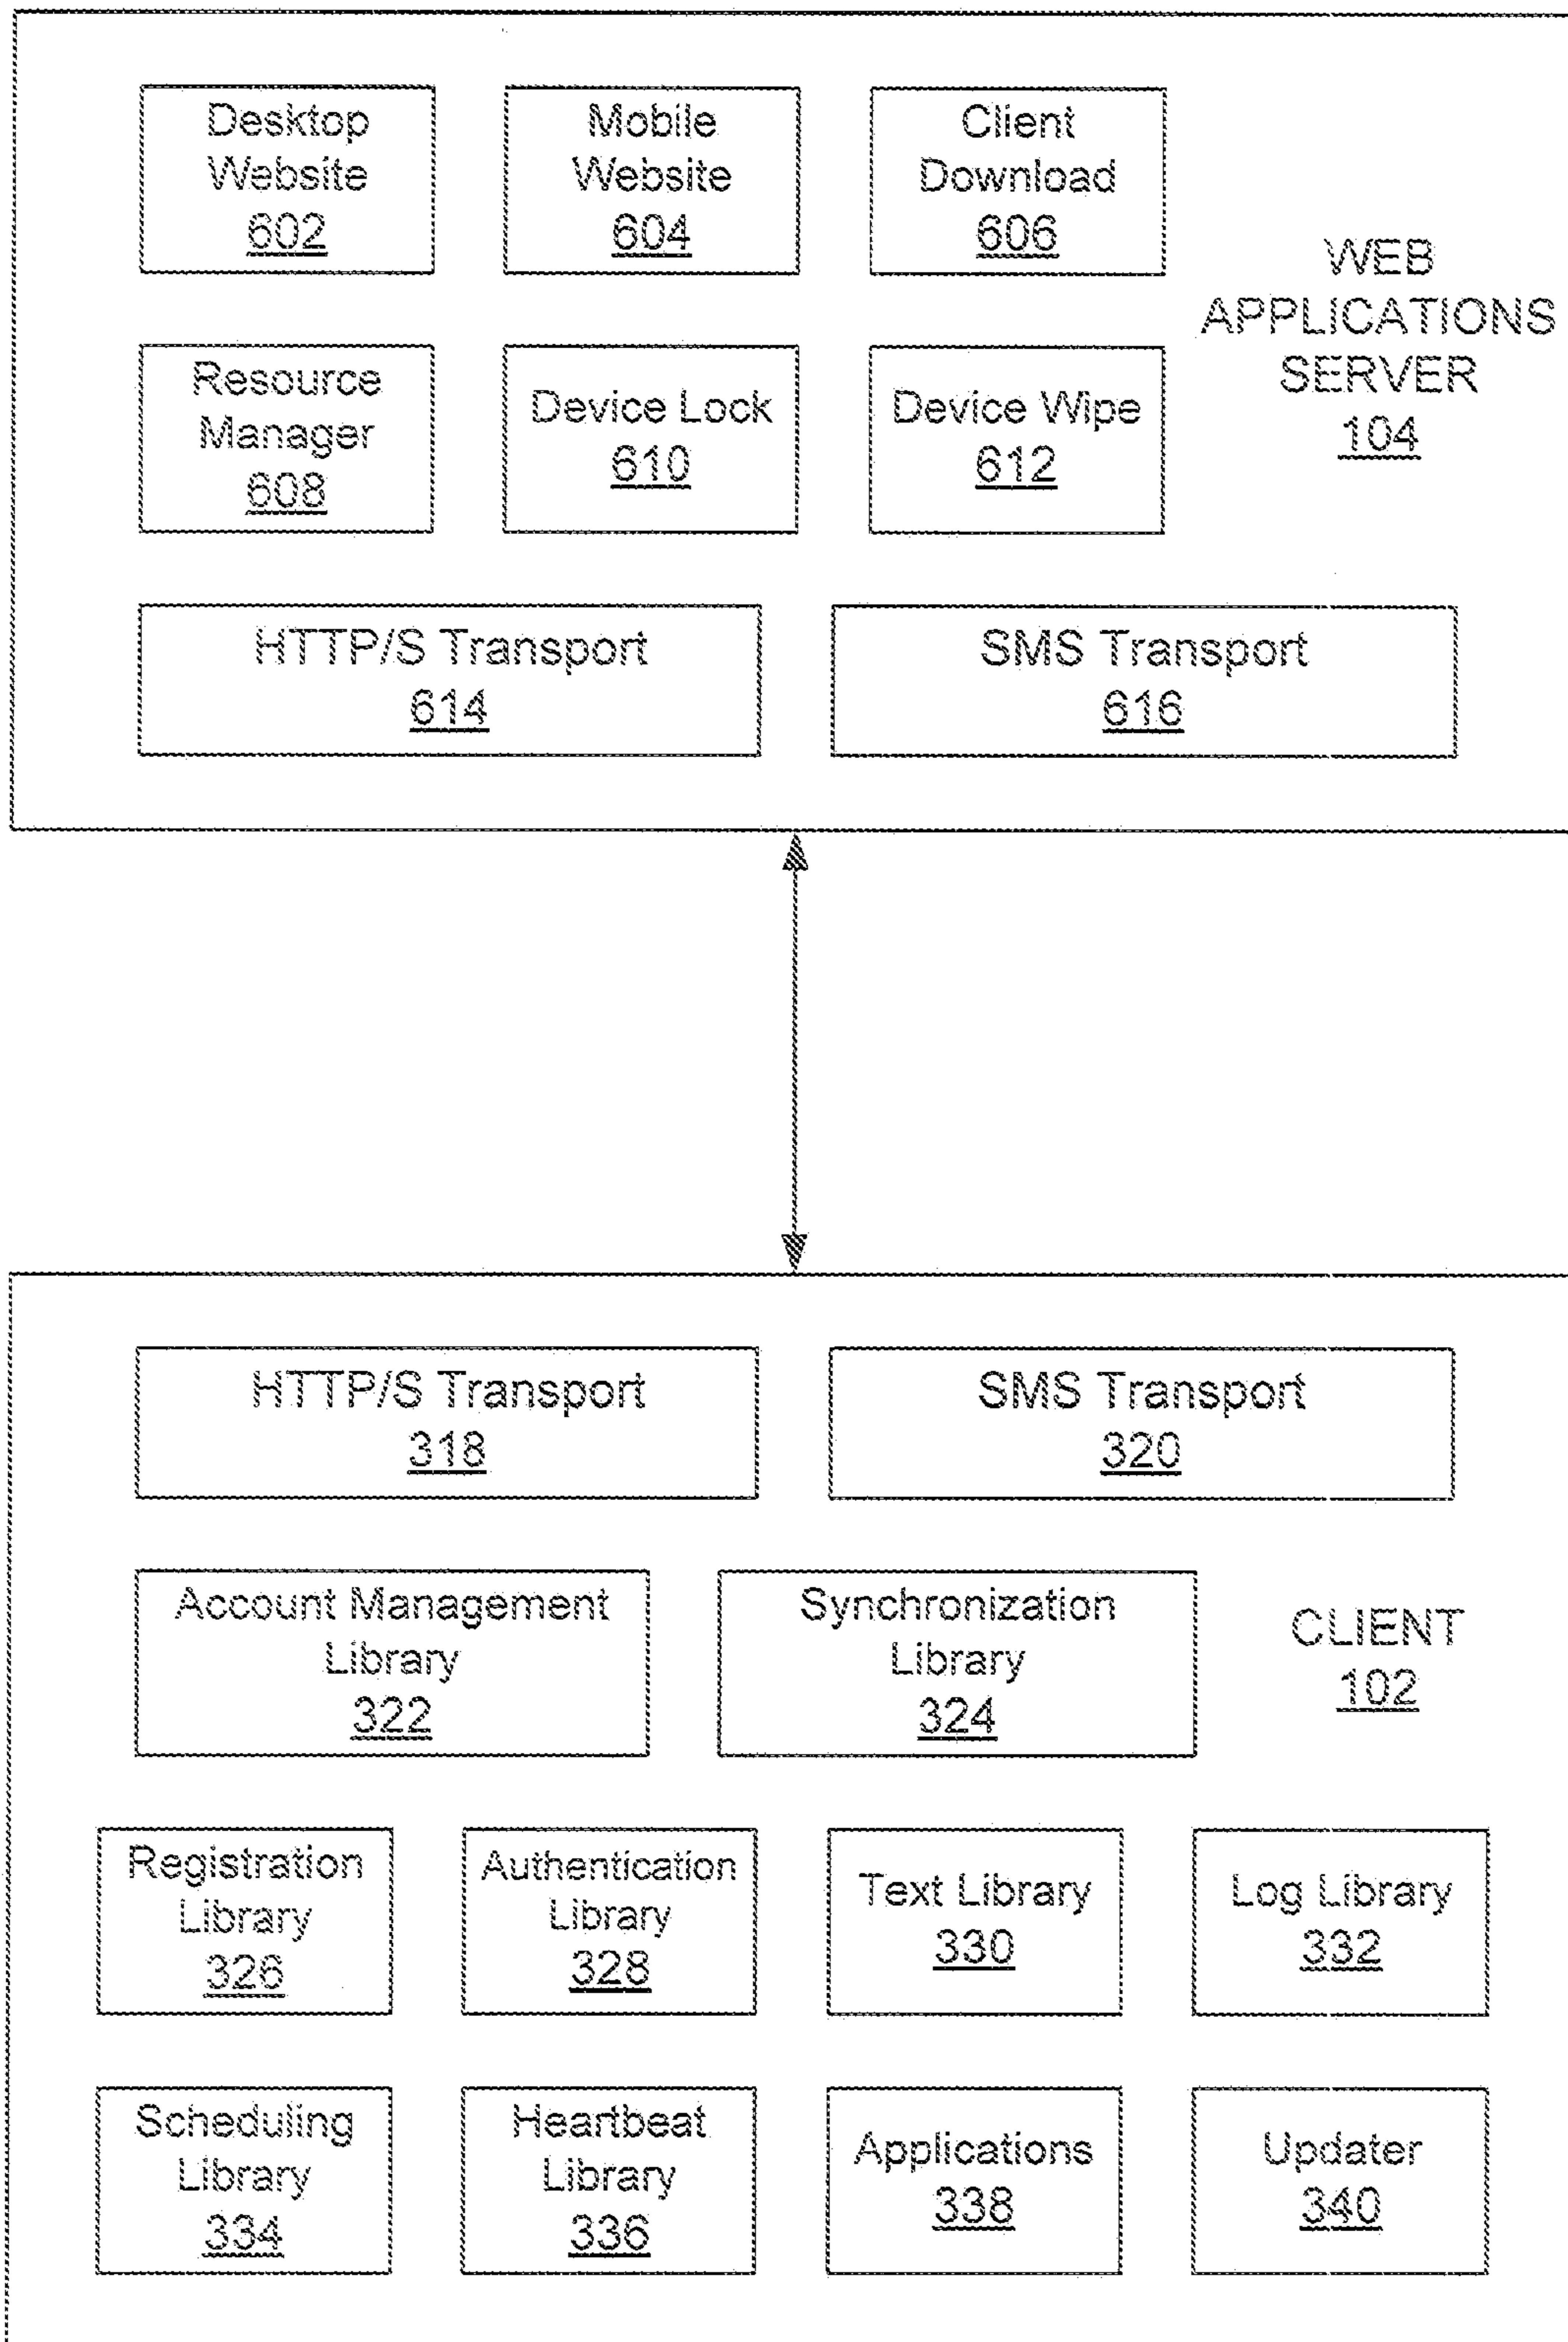 Desktop
Website
602
Mobile
Website
604
Client
Download
606
WEB
APPLICATIONS
SERVER
104
Resource
Manager
608
Device Lock
610
Device Wipe
612
HTTP/S Transport
614
SMS Transport
616
HTTP/S Transport
318
SMS Transport
320
Account Management
Library
322
Synchronization
Library
324
CLIENT
102
Registration
Library
326
Authentication
Library
328
Text Library
330
Log Library
332
Scheduling
Library
334
Heartbeat
Library
336
Applications
338
Updater
340